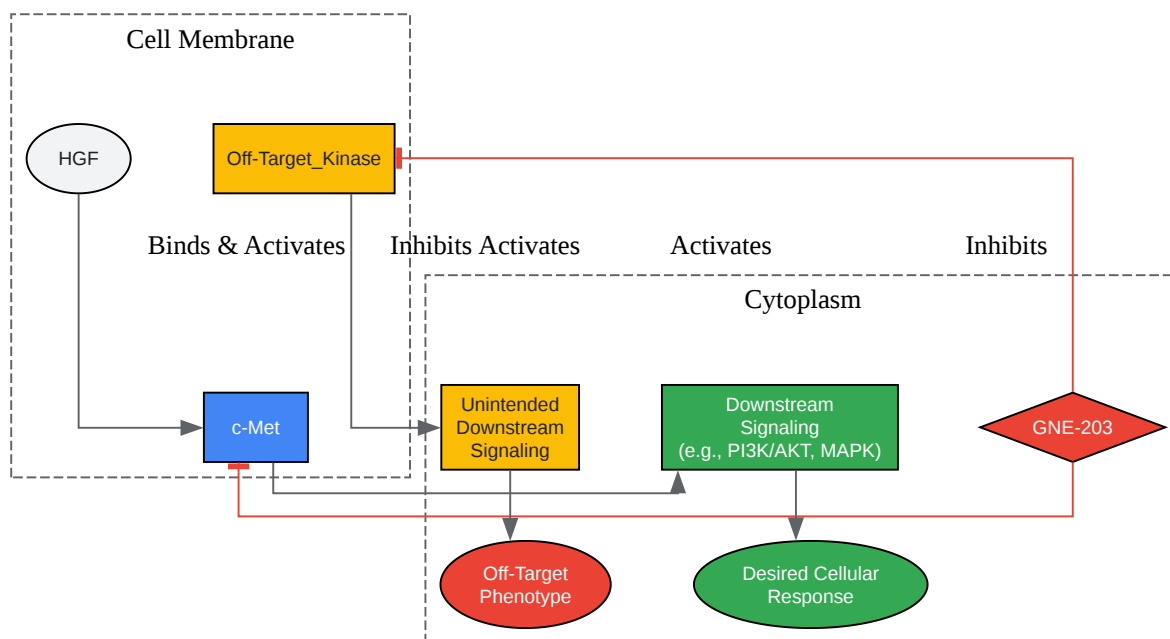 Cell Membrane
HGF
Off-Target_Kinase
Binds & Activates
Inhibits Activates
Activates
Inhibits
Cytoplasm
c-Met
Unintended
Downstream
Signaling
Downstream
Signaling
(e.g., PI3K/AKT, MAPK)
GNE-203
Off-Target
Phenotype
Desired Cellular
Response